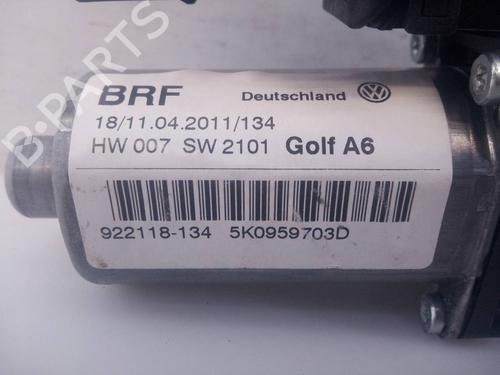 B-PARTS
BRF Deutschland
18/11.04.2011/134
HW 007 SW 2101 Golf A6
922118-134 5K0959703D